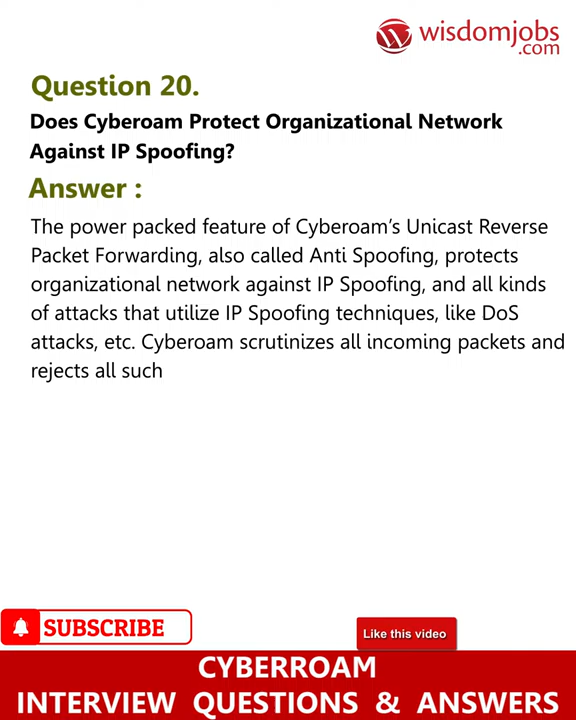 wisdomjobs
.com
Question 20.
Does Cyberoam Protect Organizational Network
Against IP Spoofing?
Answer :
The power packed feature of Cyberoam’s Unicast Reverse
Packet Forwarding, also called Anti Spoofing, protects
organizational network against IP Spoofing, and all kinds
of attacks that utilize IP Spoofing techniques, like DoS
attacks, etc. Cyberoam scrutinizes all incoming packets and
rejects all such
SUBSCRIBE
Like this video
CYBERROAM
INTERVIEW QUESTIONS & ANSWERS